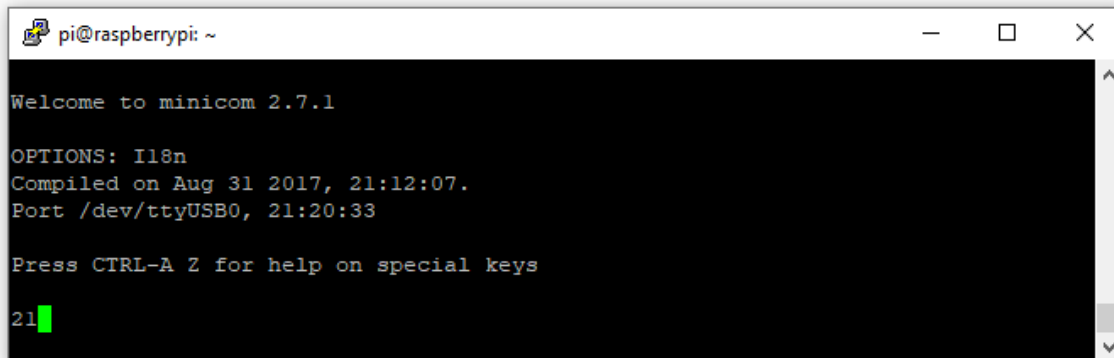 pi@raspberrypi: ~
Welcome to minicom 2.7.1
OPTIONS: I18n
Compiled on Aug 31 2017, 21:12:07.
Port /dev/ttyUSB0, 21:20:33
Press CTRL-A Z for help on special keys
21